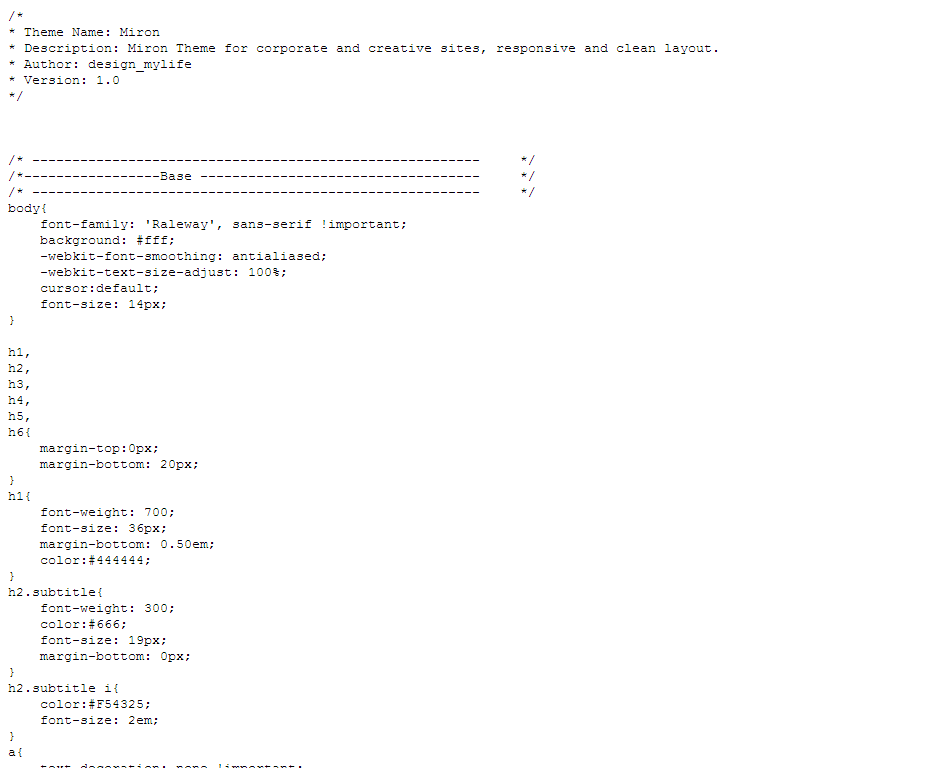 /*
* Theme Name: Miron
* Description: Miron Theme for corporate and creative sites, responsive and clean layout.
* Author: design_mylife
* Version: 1.0
*/
/* -------------------------------------------------------- */
/*-----------------Base ----------------------------------- */
/* -------------------------------------------------------- */
body{
font-family: 'Raleway', sans-serif !important;
background: #fff;
-webkit-font-smoothing: antialiased;
-webkit-text-size-adjust: 100%;
cursor:default;
font-size: 14px;
}
h1,
h2,
h3,
h4,
h5,
h6{
margin-top:0px;
margin-bottom: 20px;
}
h1{
font-weight: 700;
font-size: 36px;
margin-bottom: 0.50em;
color:#444444;
}
h2.subtitle{
font-weight: 300;
color:#666;
font-size: 19px;
margin-bottom: 0px;
}
h2.subtitle i{
color:#F54325;
font-size: 2em;
}
a{
text-decoration: none !important;